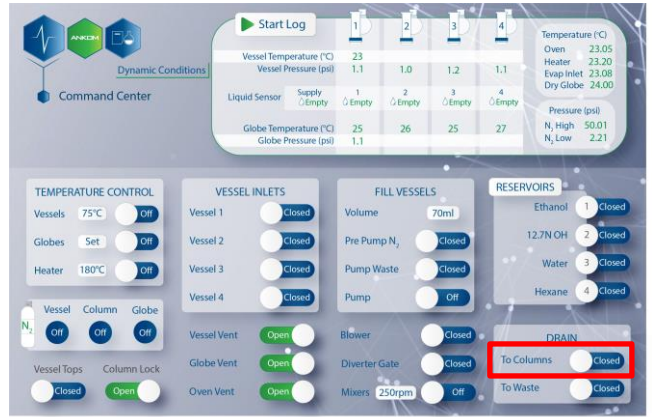 ANKOM
Dynamic Conditions
Command Center
Start Log 1 2 3 4
Vessel Temperature (°C) 23
Vessel Pressure (psi) 1.1 1.0 1.2 1.1
Liquid Sensor Supply 1 2 3 4
Empty Empty Empty Empty Empty
Globe Temperature (°C) 25 26 25 27
Globe Pressure (psi) 1.1
Temperature (°C)
Oven 23.05
Heater 23.20
Evap Inlet 23.08
Dry Globe 24.00
Pressure (psi)
N₂ High 50.01
N₂ Low 2.21
TEMPERATURE CONTROL
Vessels 75°C Off
Globes Set Off
Heater 180°C Off
N₂
Vessel Column Globe
Off Off Off
Vessel Tops Column Lock
Closed Open
VESSEL INLETS
Vessel 1 Closed
Vessel 2 Closed
Vessel 3 Closed
Vessel 4 Closed
Vessel Vent Open
Globe Vent Open
Oven Vent Open
FILL VESSELS
Volume 70ml
Pre Pump N₂ Closed
Pump Waste Closed
Pump Off
Blower Closed
Diverter Gate Closed
Mixers 250rpm Off
RESERVOIRS
Ethanol 1 Closed
12.7N OH 2 Closed
Water 3 Closed
Hexane 4 Closed
DRAIN
To Columns Closed
To Waste Closed